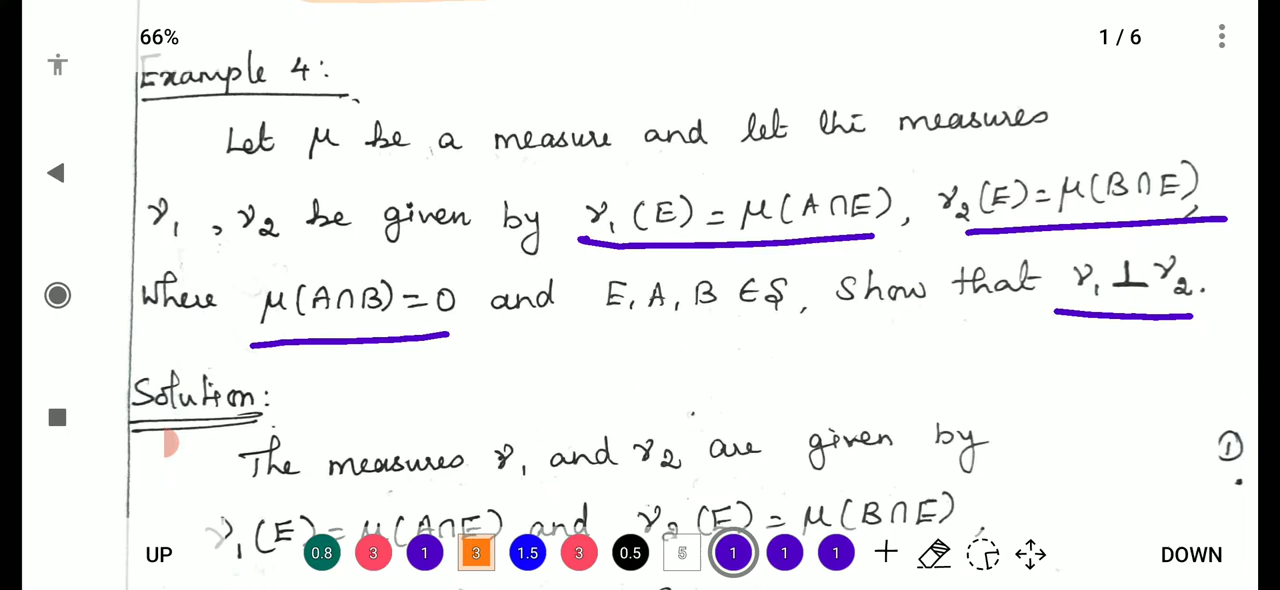 66%
1 / 6
Example 4:
Let μ be a measure and let the measures
ν₁, ν₂ be given by ν₁(E) = μ(A∩E), ν₂(E) = μ(B∩E),
where μ(A∩B) = 0 and E, A, B ∈ S, show that ν₁ ⊥ ν₂.
Solution:
The measures ν₁ and ν₂ are given by
ν₁(E) = μ(A∩E) and ν₂(E) = μ(B∩E),
UP 0.8 3 1 3 1.5 3 0.5 5 1 1 1 DOWN